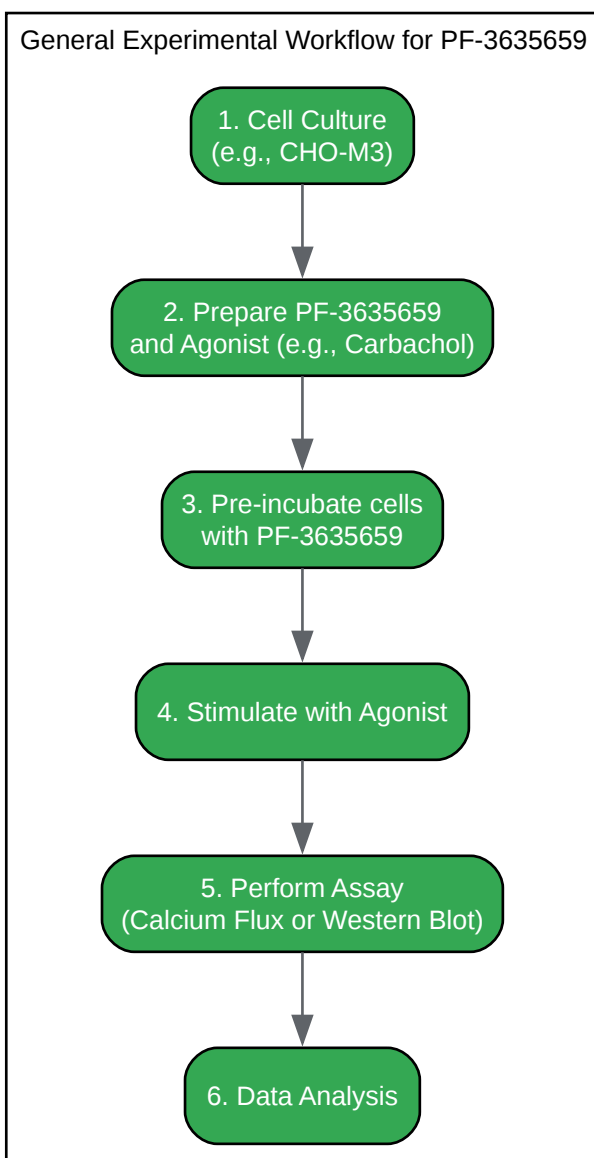 General Experimental Workflow for PF-3635659
1. Cell Culture
(e.g., CHO-M3)
2. Prepare PF-3635659
and Agonist (e.g., Carbachol)
3. Pre-incubate cells
with PF-3635659
4. Stimulate with Agonist
5. Perform Assay
(Calcium Flux or Western Blot)
6. Data Analysis